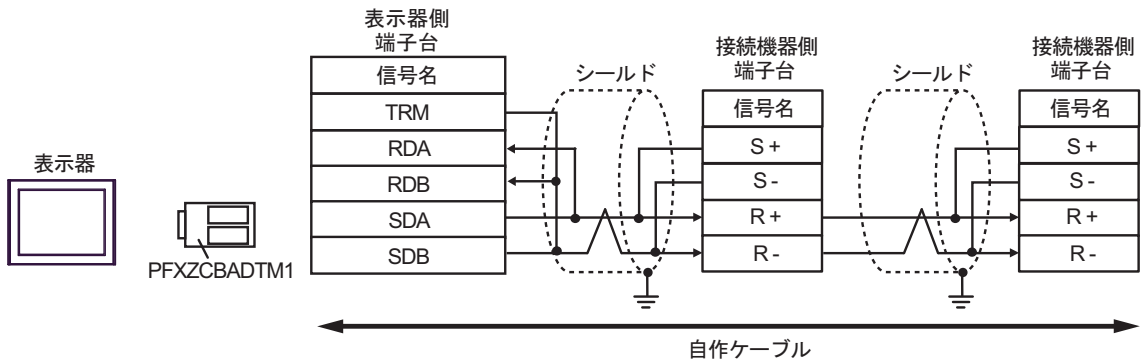 表示器
PFXZCBADTM1
表示器側
端子台
信号名
TRM
RDA
RDB
SDA
SDB
シールド
接続機器側
端子台
信号名
S+
S-
R+
R-
シールド
接続機器側
端子台
信号名
S+
S-
R+
R-
自作ケーブル